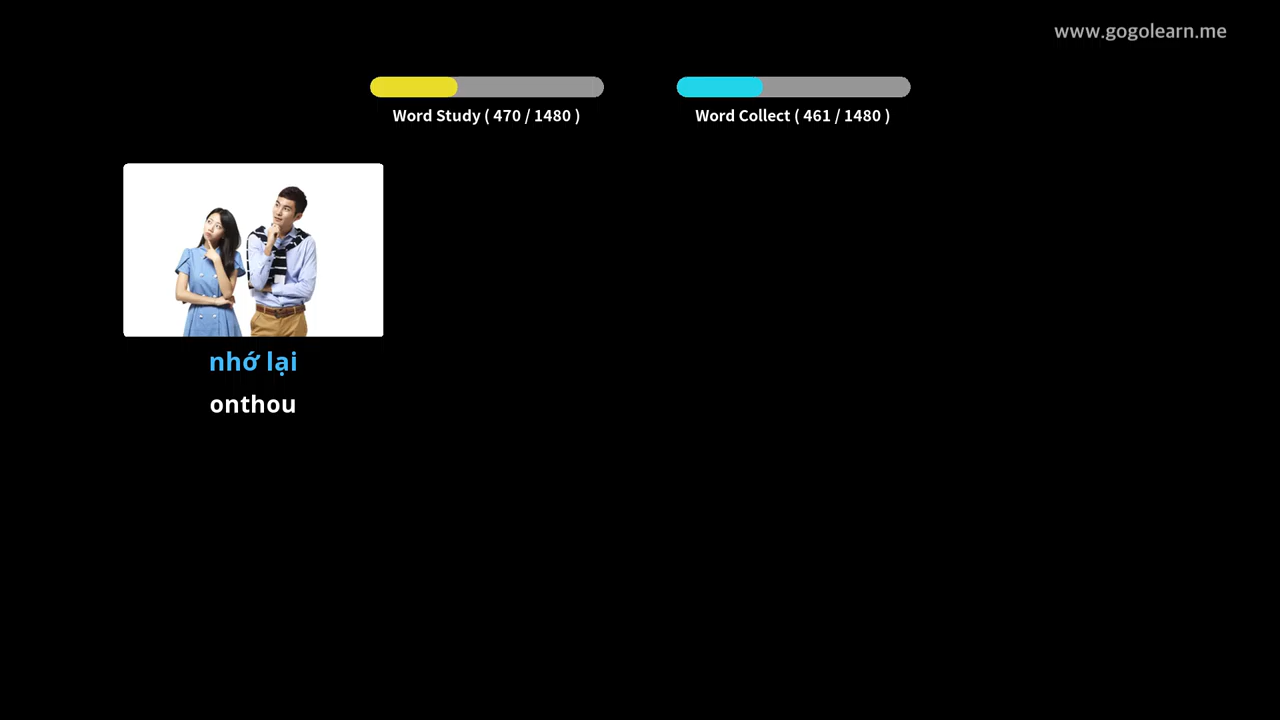 www.gogolearn.me
Word Study ( 470 / 1480 )
Word Collect ( 461 / 1480 )
nhớ lại
onthou